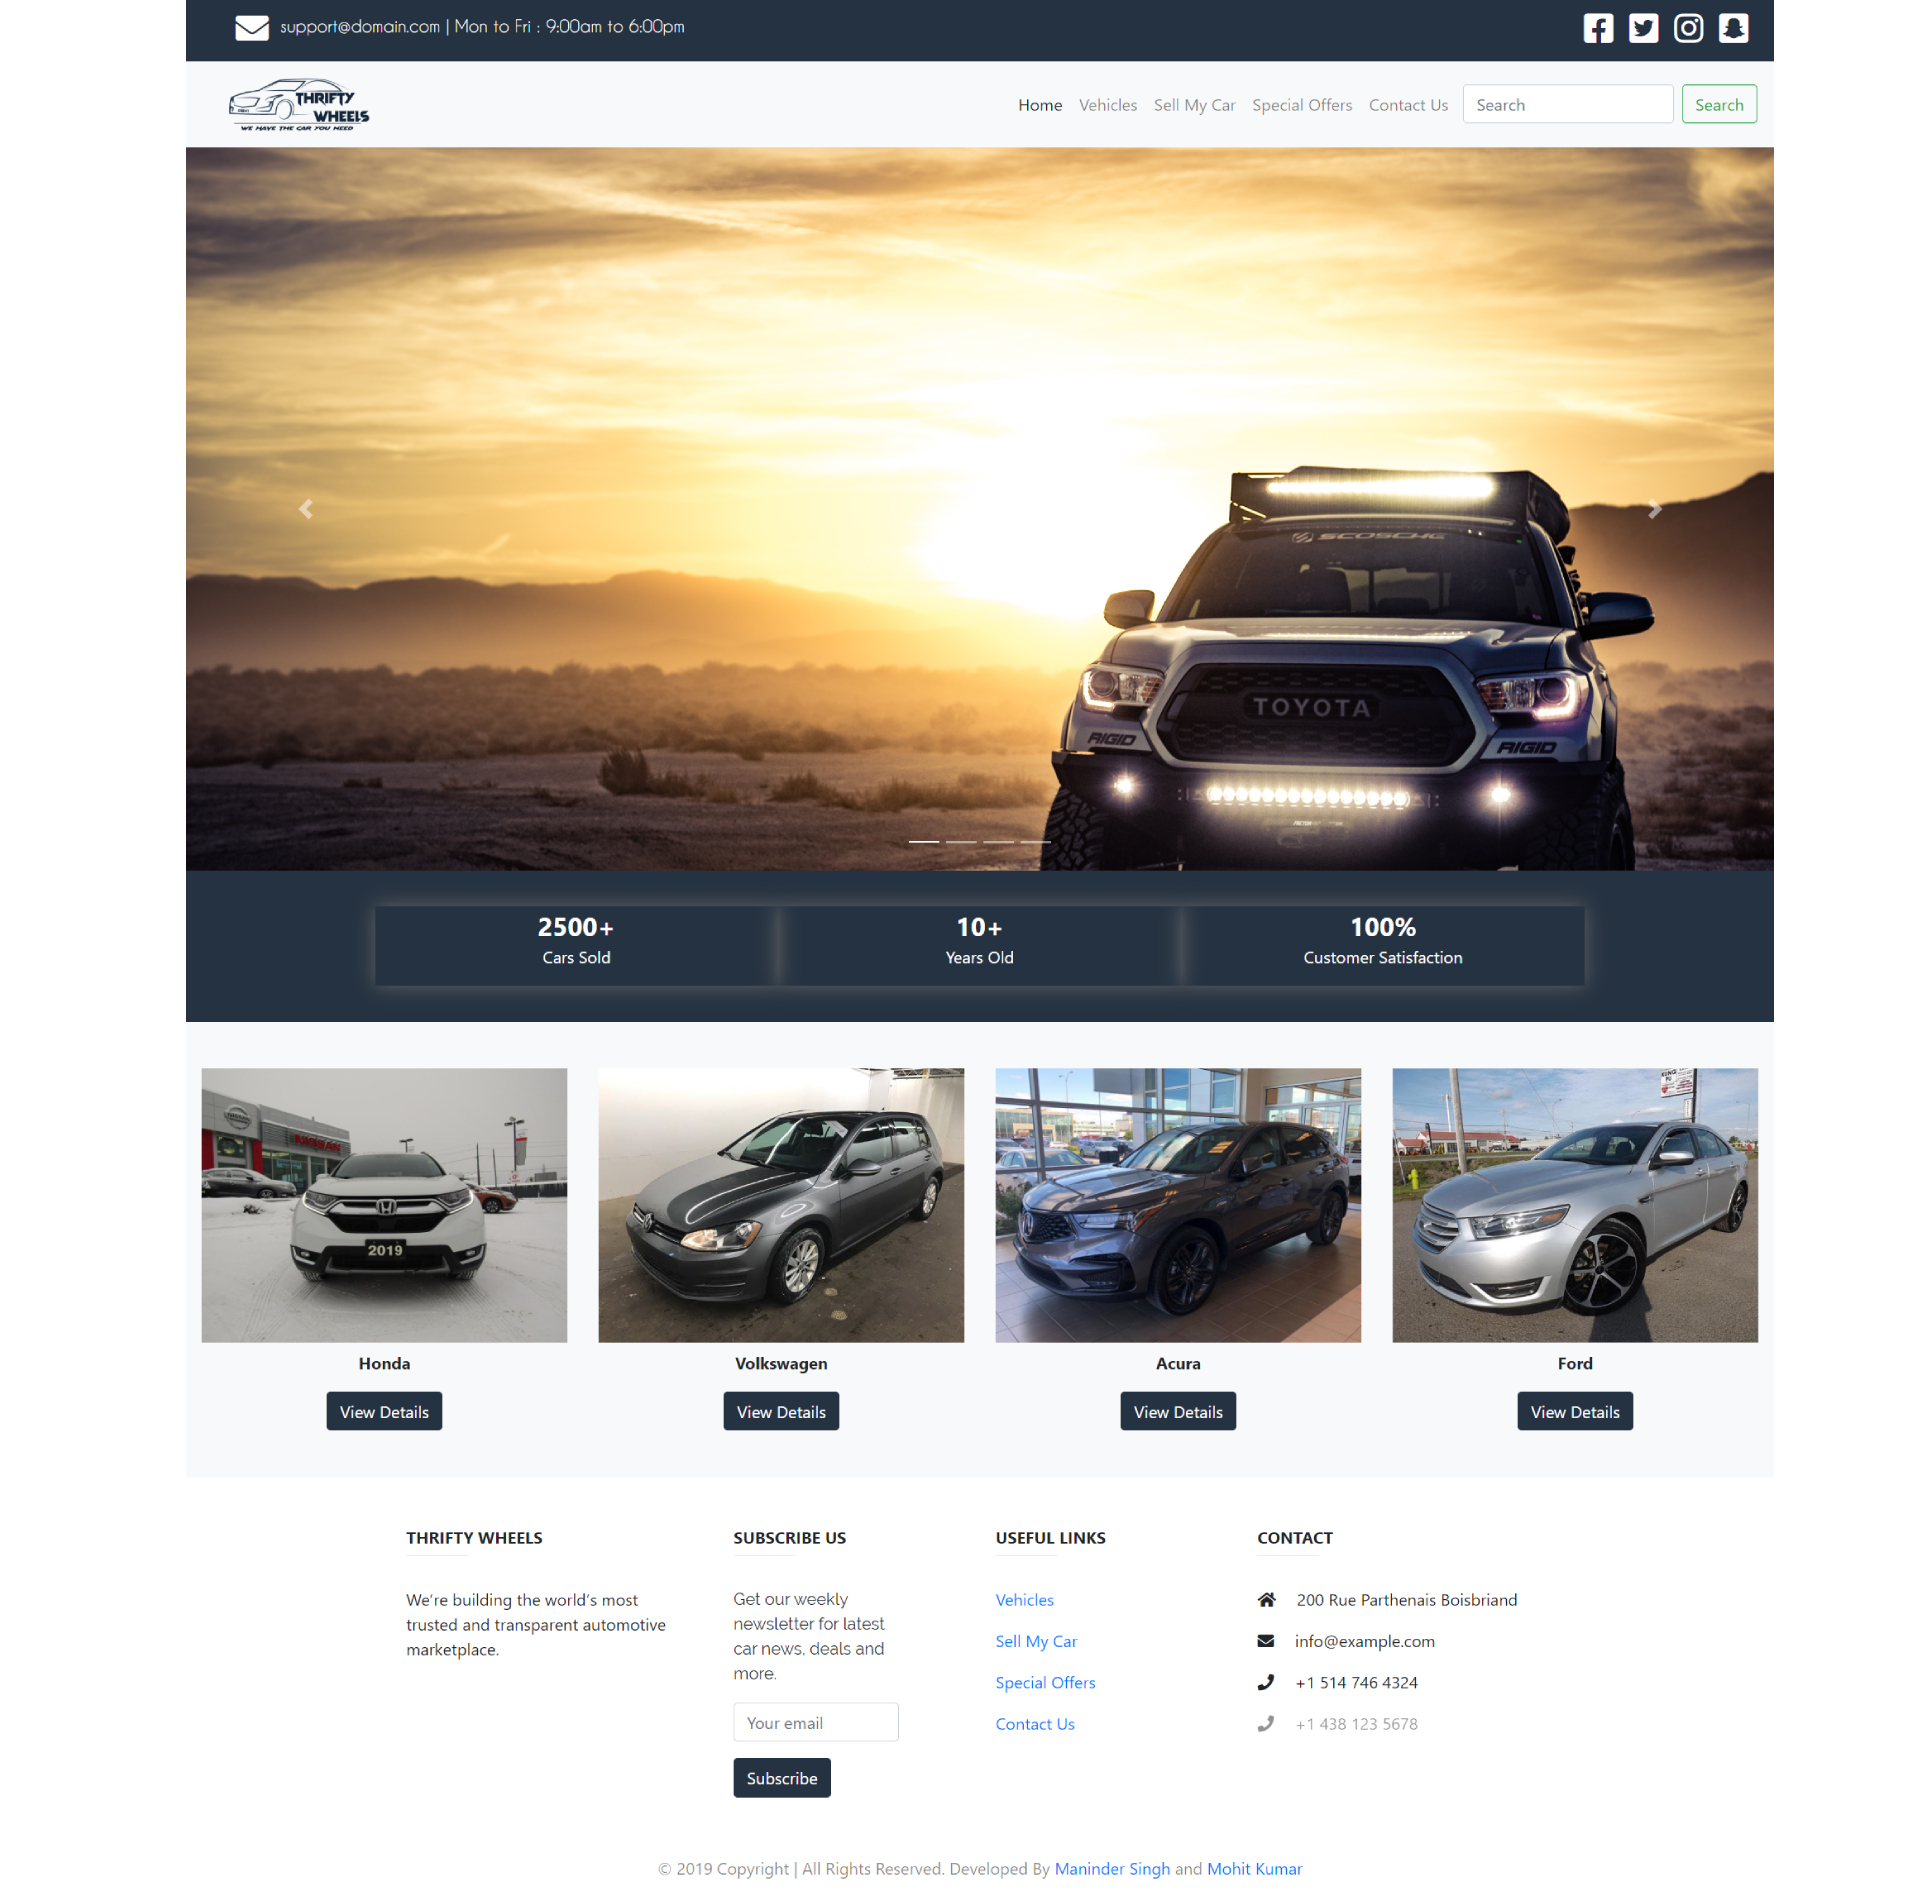 support@domain.com | Mon to Fri : 9:00am to 6:00pm
THRIFTY
WHEELS
WE HAVE THE CAR YOU NEED
Home Vehicles Sell My Car Special Offers Contact Us Search Search
SCOSCHE
TOYOTA
RIGID RIGID
2500+ 10+ 100%
Cars Sold Years Old Customer Satisfaction
NISSAN
2019
Honda Volkswagen Acura Ford
View Details View Details View Details View Details
THRIFTY WHEELS
We’re building the world’s most
trusted and transparent automotive
marketplace.
SUBSCRIBE US
Get our weekly
newsletter for latest
car news, deals and
more.
Your email
Subscribe
USEFUL LINKS
Vehicles
Sell My Car
Special Offers
Contact Us
CONTACT
200 Rue Parthenais Boisbriand
info@example.com
+1 514 746 4324
+1 438 123 5678
© 2019 Copyright | All Rights Reserved. Developed By Maninder Singh and Mohit Kumar